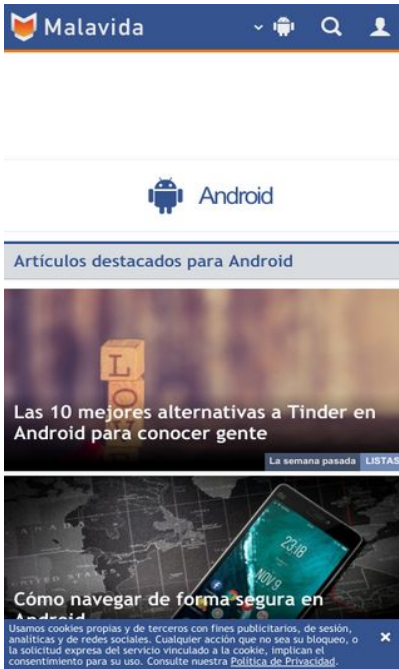 Malavida
Android
Artículos destacados para Android
L
O
Las 10 mejores alternativas a Tinder en
Android para conocer gente
La semana pasada LISTAS
23:18
NOV 9
Cómo navegar de forma segura en
Android
Usamos cookies propias y de terceros con fines publicitarios, de sesión,
analíticas y de redes sociales. Cualquier acción que no sea su bloqueo, o
la solicitud expresa del servicio vinculado a la cookie, implican el
consentimiento para su uso. Consulte nuestra Política de Privacidad.